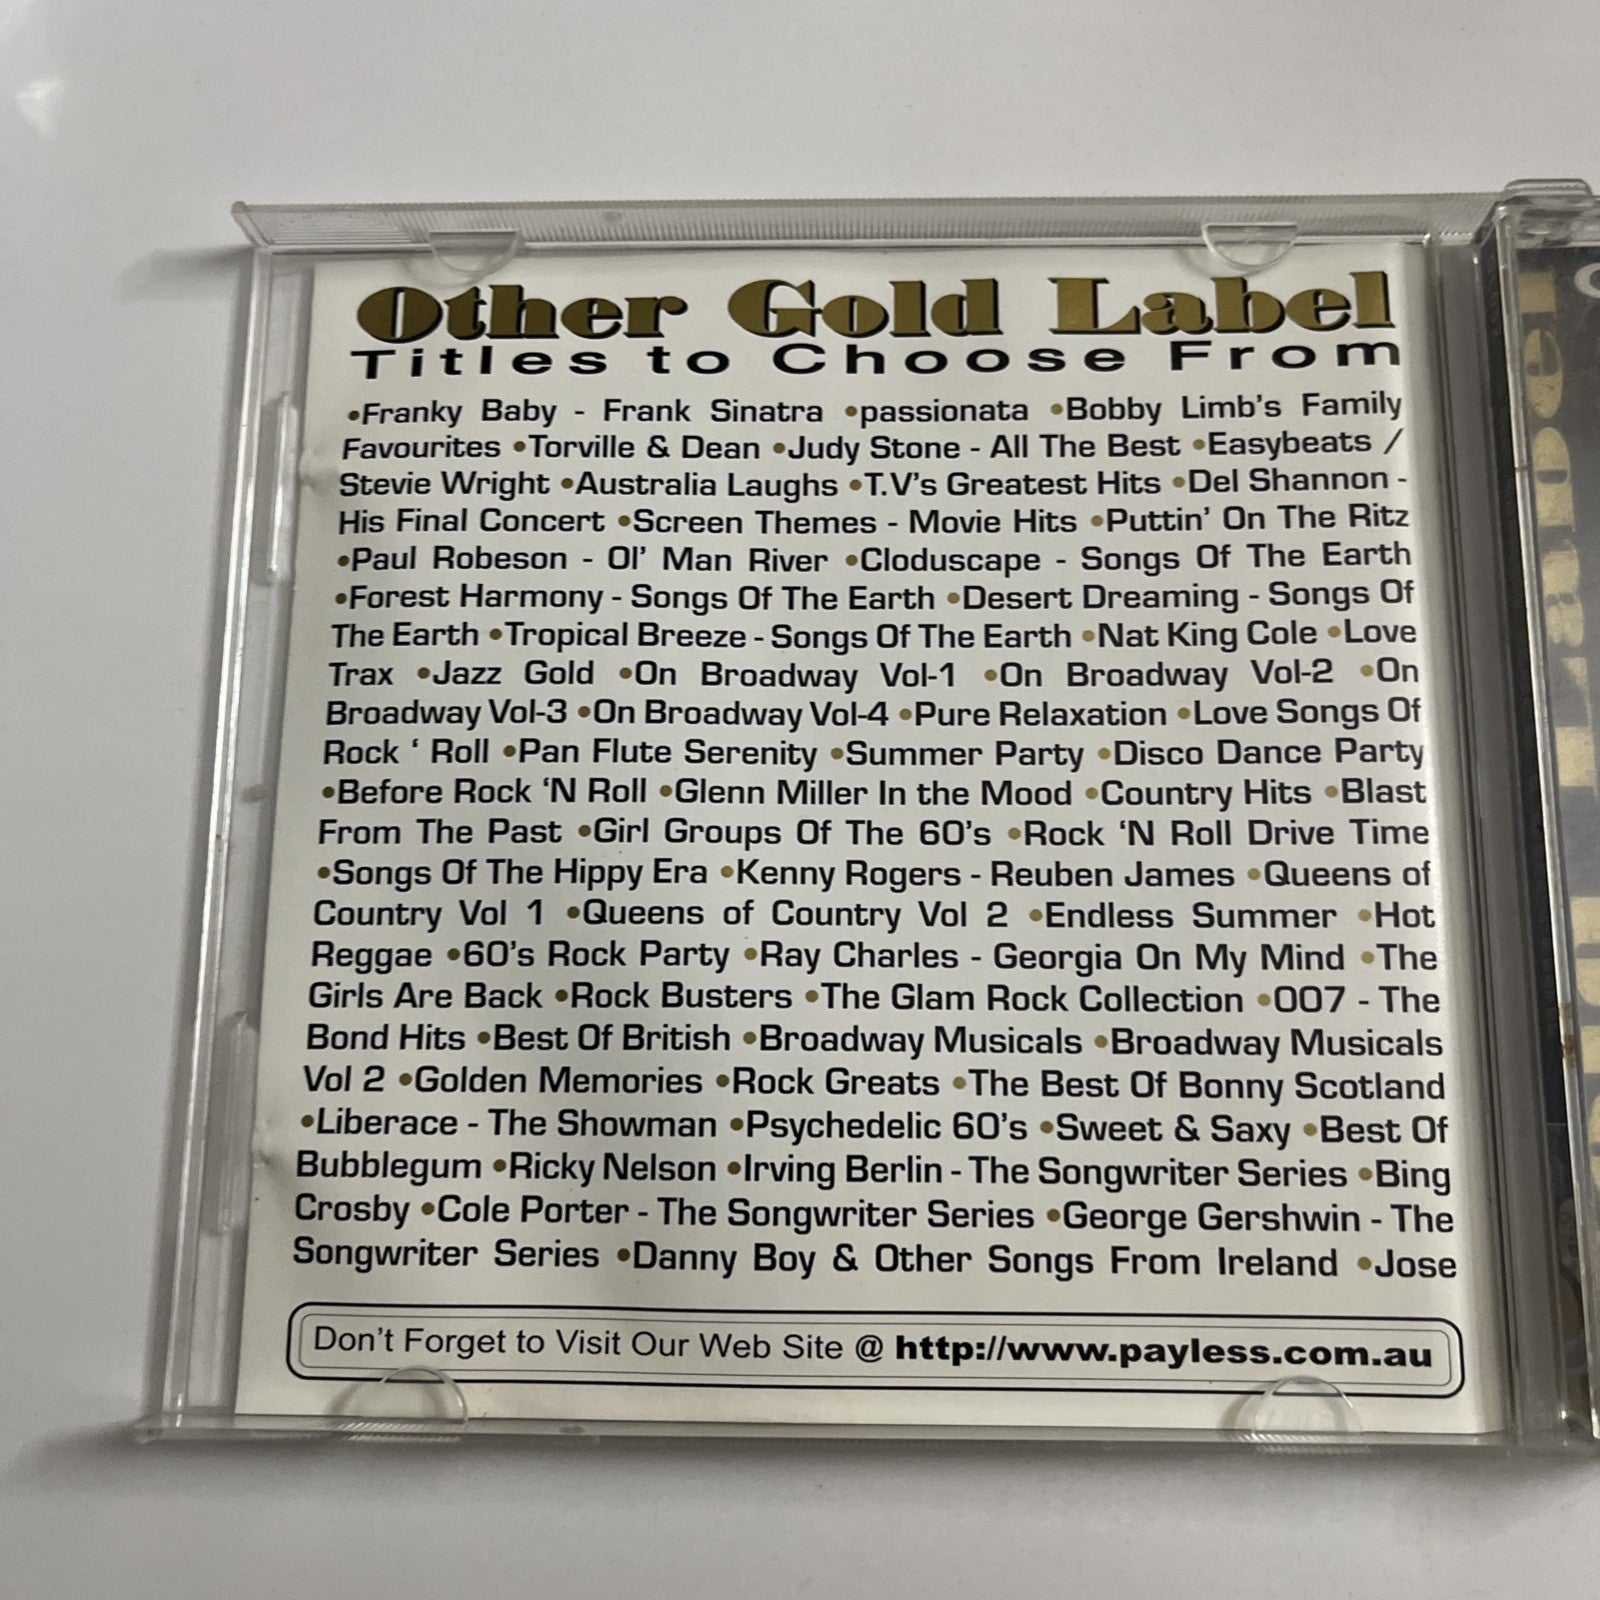 Other Gold Label
Titles to Choose From
•Franky Baby - Frank Sinatra •passionata •Bobby Limb's Family
Favourites •Torville & Dean •Judy Stone - All The Best •Easybeats /
Stevie Wright •Australia Laughs •T.V's Greatest Hits •Del Shannon -
His Final Concert •Screen Themes - Movie Hits •Puttin' On The Ritz
•Paul Robeson - Ol' Man River •Cloduscape - Songs Of The Earth
•Forest Harmony - Songs Of The Earth •Desert Dreaming - Songs Of
The Earth •Tropical Breeze - Songs Of The Earth •Nat King Cole •Love
Trax •Jazz Gold •On Broadway Vol-1 •On Broadway Vol-2 •On
Broadway Vol-3 •On Broadway Vol-4 •Pure Relaxation •Love Songs Of
Rock ‘ Roll •Pan Flute Serenity •Summer Party •Disco Dance Party
•Before Rock ‘N Roll •Glenn Miller In the Mood •Country Hits •Blast
From The Past •Girl Groups Of The 60's •Rock ‘N Roll Drive Time
•Songs Of The Hippy Era •Kenny Rogers - Reuben James •Queens of
Country Vol 1 •Queens of Country Vol 2 •Endless Summer •Hot
Reggae •60's Rock Party •Ray Charles - Georgia On My Mind •The
Girls Are Back •Rock Busters •The Glam Rock Collection •007 - The
Bond Hits •Best Of British •Broadway Musicals •Broadway Musicals
Vol 2 •Golden Memories •Rock Greats •The Best Of Bonny Scotland
•Liberace - The Showman •Psychedelic 60's •Sweet & Saxy •Best Of
Bubblegum •Ricky Nelson •Irving Berlin - The Songwriter Series •Bing
Crosby •Cole Porter - The Songwriter Series •George Gershwin - The
Songwriter Series •Danny Boy & Other Songs From Ireland •Jose
Don't Forget to Visit Our Web Site @ http://www.payless.com.au